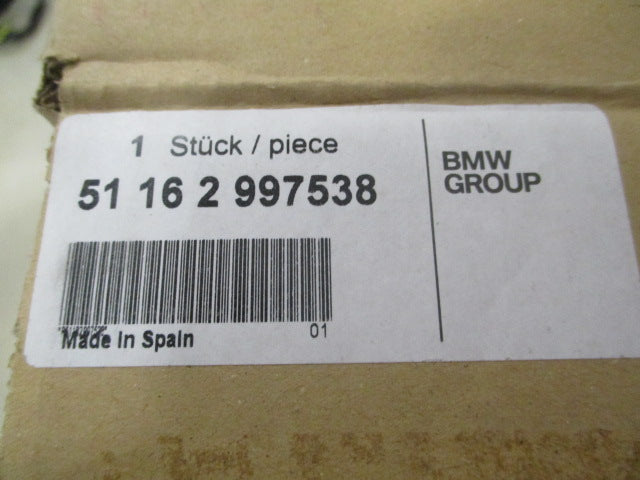 1 Stück / piece
51 16 2 997538
BMW
GROUP
01
Made in Spain